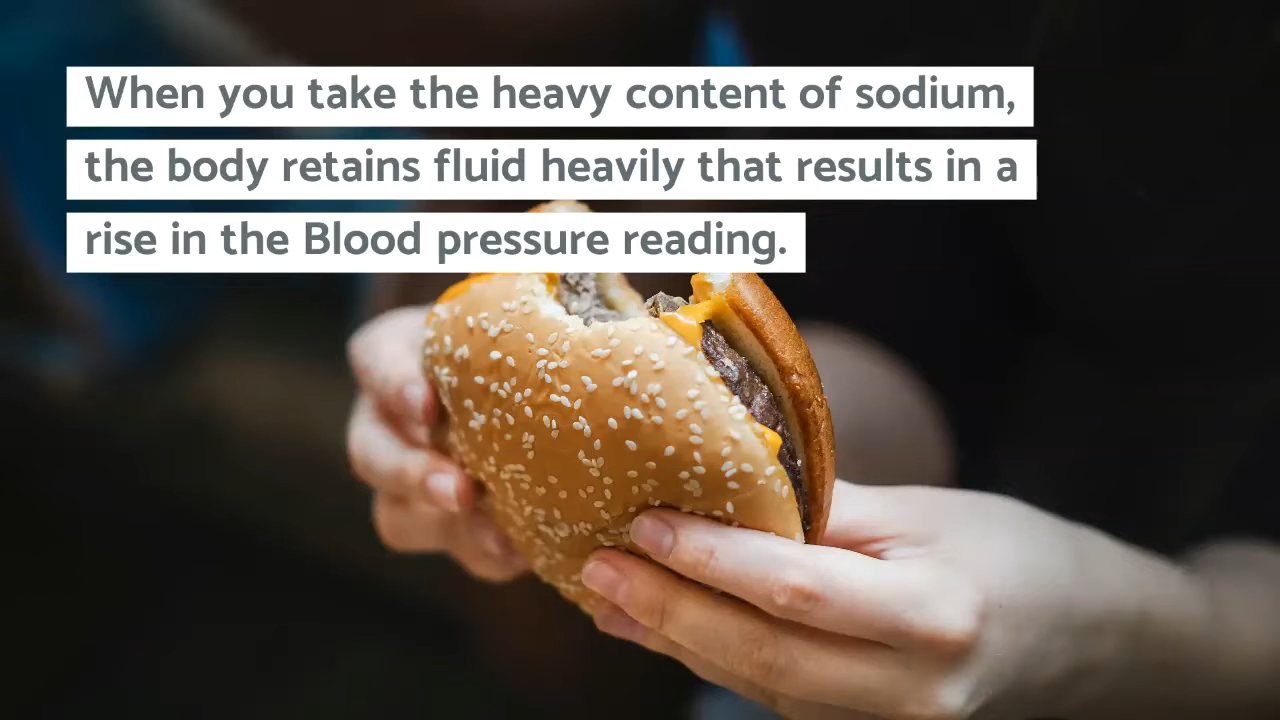 When you take the heavy content of sodium,
the body retains fluid heavily that results in a
rise in the Blood pressure reading.